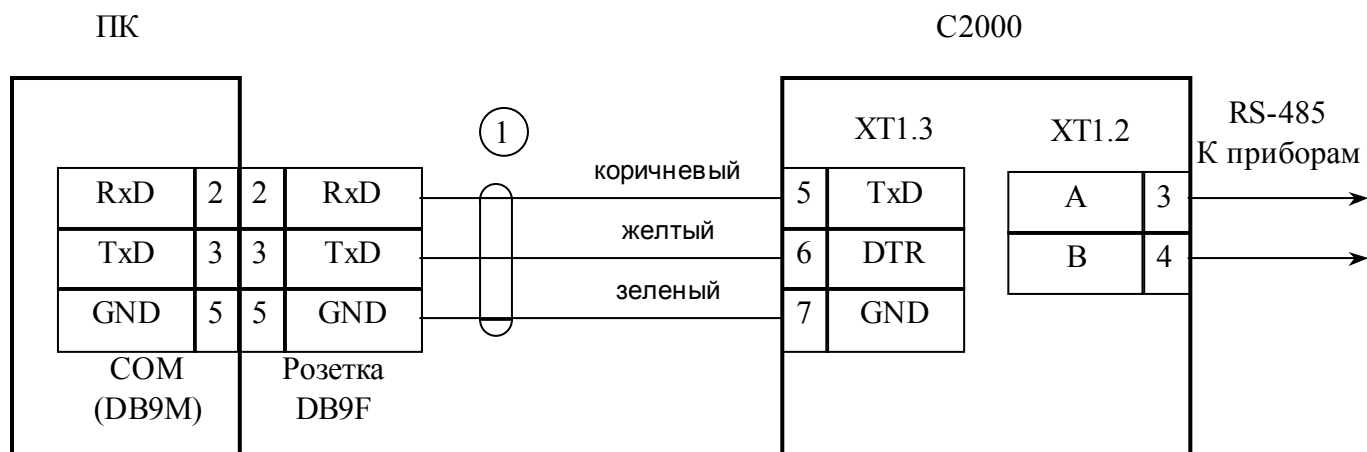 ПК
С2000
1
XT1.3
XT1.2
RS-485
К приборам
RxD 2 2 RxD
коричневый
5 TxD
A 3
TxD 3 3 TxD
желтый
6 DTR
B 4
GND 5 5 GND
зеленый
7 GND
COM
(DB9M)
Розетка
DB9F